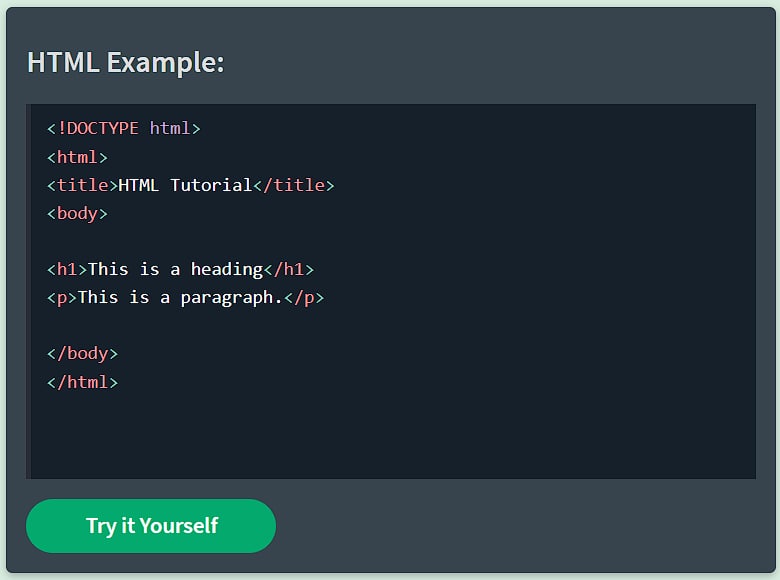 HTML Example:
<!DOCTYPE html>
<html>
<title>HTML Tutorial</title>
<body>
<h1>This is a heading</h1>
<p>This is a paragraph.</p>
</body>
</html>
Try it Yourself